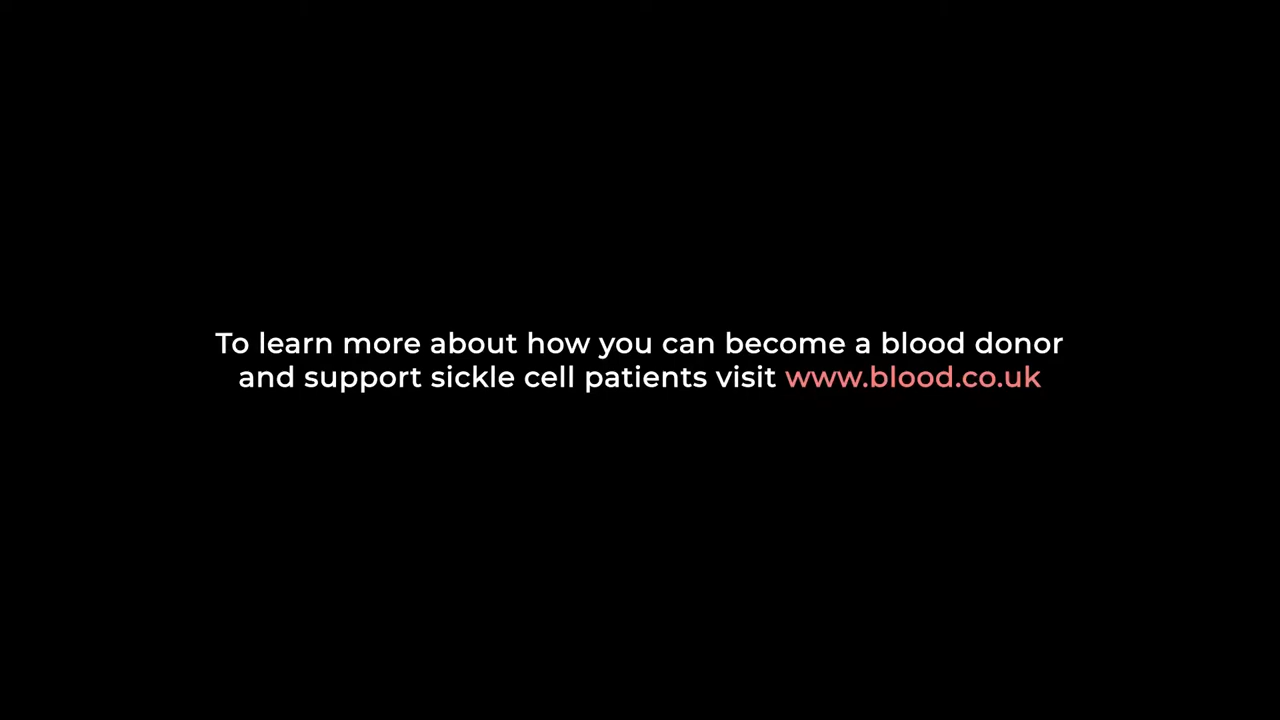 To learn more about how you can become a blood donor
and support sickle cell patients visit www.blood.co.uk